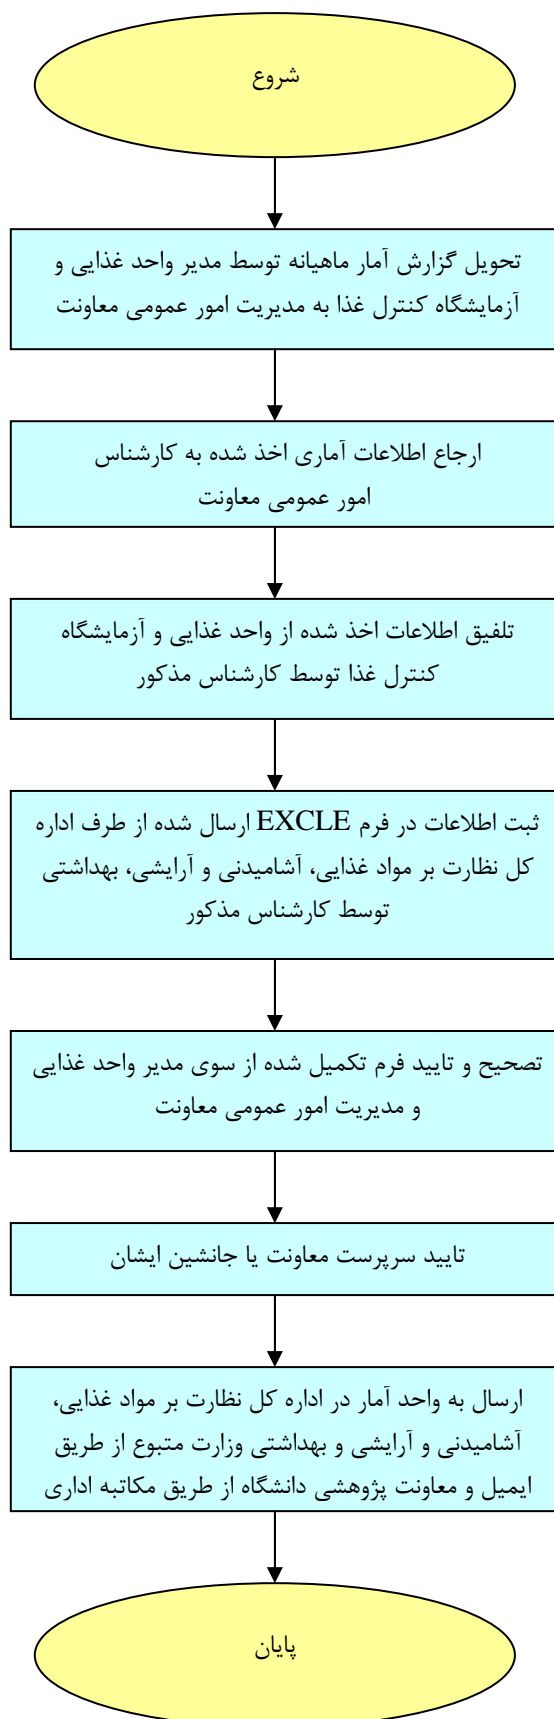 شروع
تحویل گزارش آمار ماهیانه توسط مدیر واحد غذایی و
آزمایشگاه کنترل غذا به مدیریت امور عمومی معاونت
ارجاع اطلاعات آماری اخذ شده به کارشناس
امور عمومی معاونت
تلفیق اطلاعات اخذ شده از واحد غذایی و آزمایشگاه
کنترل غذا توسط کارشناس مذکور
ثبت اطلاعات در فرم EXCLE ارسال شده از طرف اداره
کل نظارت بر مواد غذایی، آشامیدنی و آرایشی، بهداشتی
توسط کارشناس مذکور
تصحیح و تایید فرم تکمیل شده از سوی مدیر واحد غذایی
و مدیریت امور عمومی معاونت
تایید سرپرست معاونت یا جانشین ایشان
ارسال به واحد آمار در اداره کل نظارت بر مواد غذایی،
آشامیدنی و آرایشی و بهداشتی وزارت متبوع از طریق
ایمیل و معاونت پژوهشی دانشگاه از طریق مکاتبه اداری
پایان